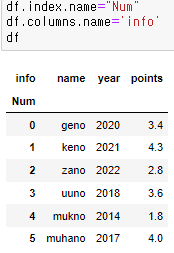 df.index.name="Num"
df.columns.name='info'
df
info name year points
Num
0 geno 2020 3.4
1 keno 2021 4.3
2 zano 2022 2.8
3 uuno 2018 3.6
4 mukno 2014 1.8
5 muhano 2017 4.0